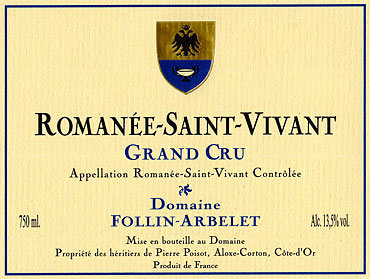 ROMANÉE-SAINT-VIVANT
GRAND CRU
Appellation Romanée-Saint-Vivant Contrôlée
Domaine
750 ml. FOLLIN-ARBELET Alc. 13,5% vol.
Mise en bouteille au Domaine
Propriété des héritiers de Pierre Poisot, Aloxe-Corton, Côte-d'Or
Produit de France